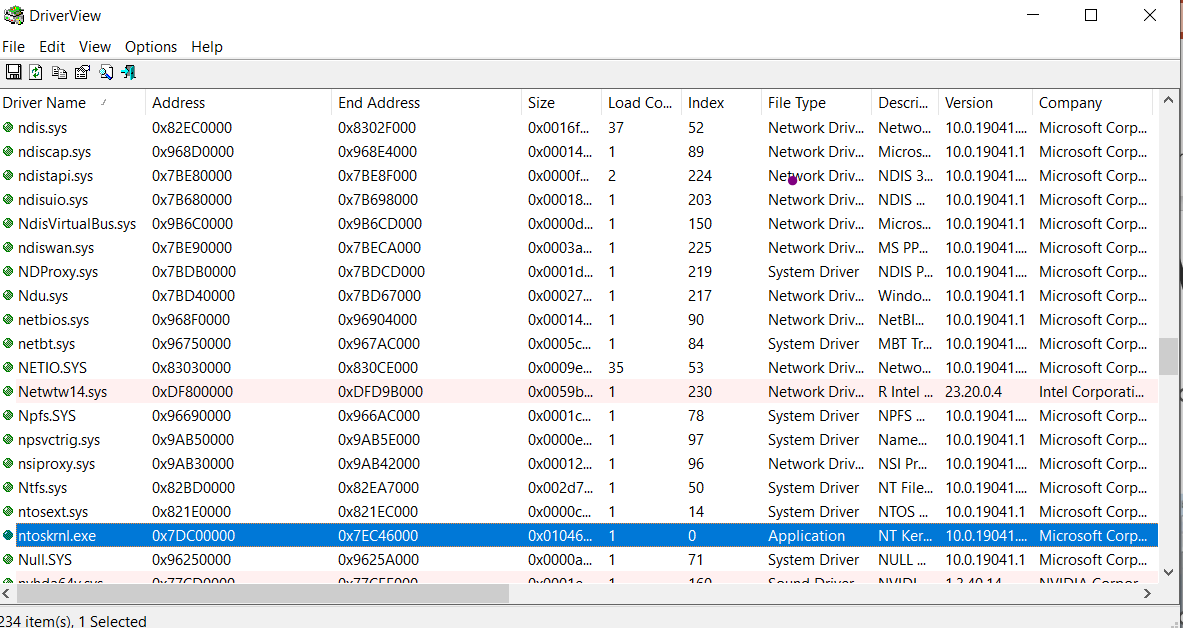 DriverView
File Edit View Options Help
Driver Name Address End Address Size Load Co... Index File Type Descri... Version Company
ndis.sys 0x82EC0000 0x8302F000 0x0016f... 37 52 Network Driv... Netwo... 10.0.19041.... Microsoft Corp...
ndiscap.sys 0x968D0000 0x968E4000 0x00014... 1 89 Network Driv... Micros... 10.0.19041.1 Microsoft Corp...
ndistapi.sys 0x7BE80000 0x7BE8F000 0x0000f... 2 224 Network Driv... NDIS 3... 10.0.19041.... Microsoft Corp...
ndisuio.sys 0x7B680000 0x7B698000 0x00018... 1 203 Network Driv... NDIS ... 10.0.19041.1 Microsoft Corp...
NdisVirtualBus.sys 0x9B6C0000 0x9B6CD000 0x0000d... 1 150 Network Driv... Micros... 10.0.19041.1 Microsoft Corp...
ndiswan.sys 0x7BE90000 0x7BECA000 0x0003a... 1 225 Network Driv... MS PP... 10.0.19041.... Microsoft Corp...
NDProxy.sys 0x7BDB0000 0x7BDCD000 0x0001d... 1 219 System Driver NDIS P... 10.0.19041.... Microsoft Corp...
Ndu.sys 0x7BD40000 0x7BD67000 0x00027... 1 217 Network Driv... Windo... 10.0.19041.1 Microsoft Corp...
netbios.sys 0x968F0000 0x96904000 0x00014... 1 90 Network Driv... NetBI... 10.0.19041.... Microsoft Corp...
netbt.sys 0x96750000 0x967AC000 0x0005c... 1 84 System Driver MBT Tr... 10.0.19041.... Microsoft Corp...
NETIO.SYS 0x83030000 0x830CE000 0x0009e... 35 53 Network Driv... Netwo... 10.0.19041.... Microsoft Corp...
Netwtw14.sys 0xDF800000 0xDFD9B000 0x0059b... 1 230 Network Driv... R Intel ... 23.20.0.4 Intel Corporati...
Npfs.SYS 0x96690000 0x966AC000 0x0001c... 1 78 System Driver NPFS ... 10.0.19041.... Microsoft Corp...
npsvctrig.sys 0x9AB50000 0x9AB5E000 0x0000e... 1 97 System Driver Name... 10.0.19041.1 Microsoft Corp...
nsiproxy.sys 0x9AB30000 0x9AB42000 0x00012... 1 96 Network Driv... NSI Pr... 10.0.19041.... Microsoft Corp...
Ntfs.sys 0x82BD0000 0x82EA7000 0x002d7... 1 50 System Driver NT File... 10.0.19041.... Microsoft Corp...
ntosext.sys 0x821E0000 0x821EC000 0x0000c... 1 14 System Driver NTOS ... 10.0.19041.... Microsoft Corp...
ntoskrnl.exe 0x7DC00000 0x7EC46000 0x01046... 1 0 Application NT Ker... 10.0.19041.... Microsoft Corp...
Null.SYS 0x96250000 0x9625A000 0x0000a... 1 71 System Driver NULL ... 10.0.19041.... Microsoft Corp...
234 item(s), 1 Selected